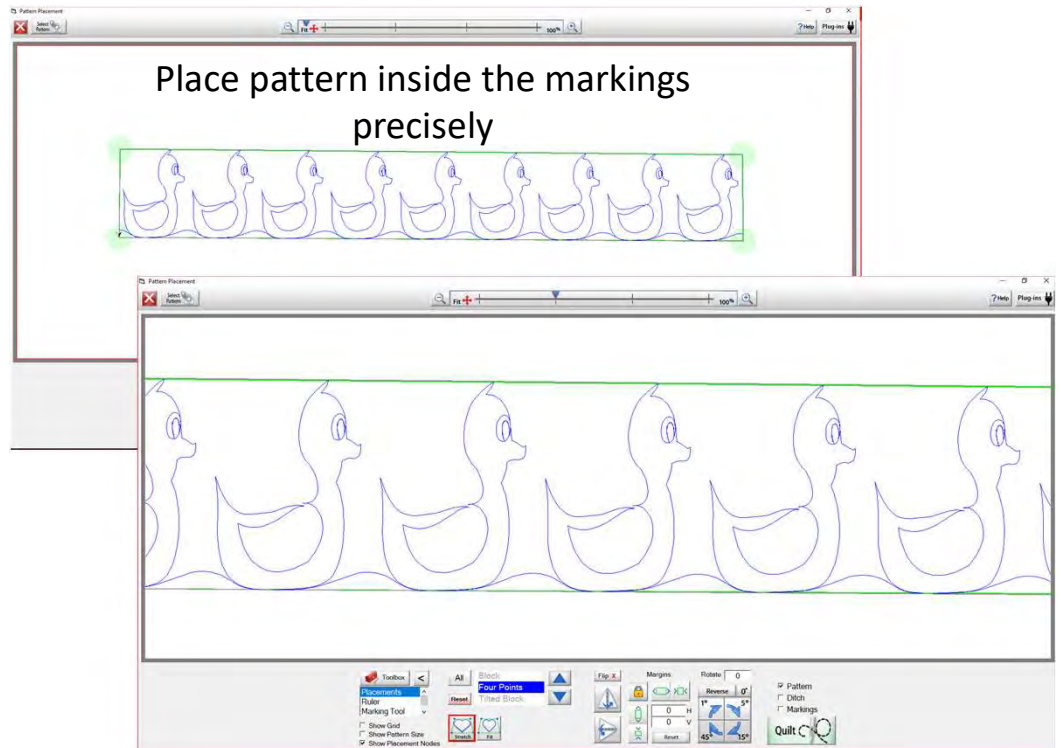 Pattern Placement
Select Pattern
Fit
100%
?Help
Plug-ins
Place pattern inside the markings
precisely
Pattern Placement
Select Pattern
Fit
100%
?Help
Plug-ins
Toolbox
<
All
Block
Four Points
Tilted Block
Reset
Placements
Ruler
Marking Tool
Show Grid
Show Pattern Size
Show Placement Nodes
Stretch
Fit
Flip X
Margins
0 H
0 V
Reset
Rotate 0
Reverse 0°
1° 5°
45° 15°
Pattern
Ditch
Markings
Quilt